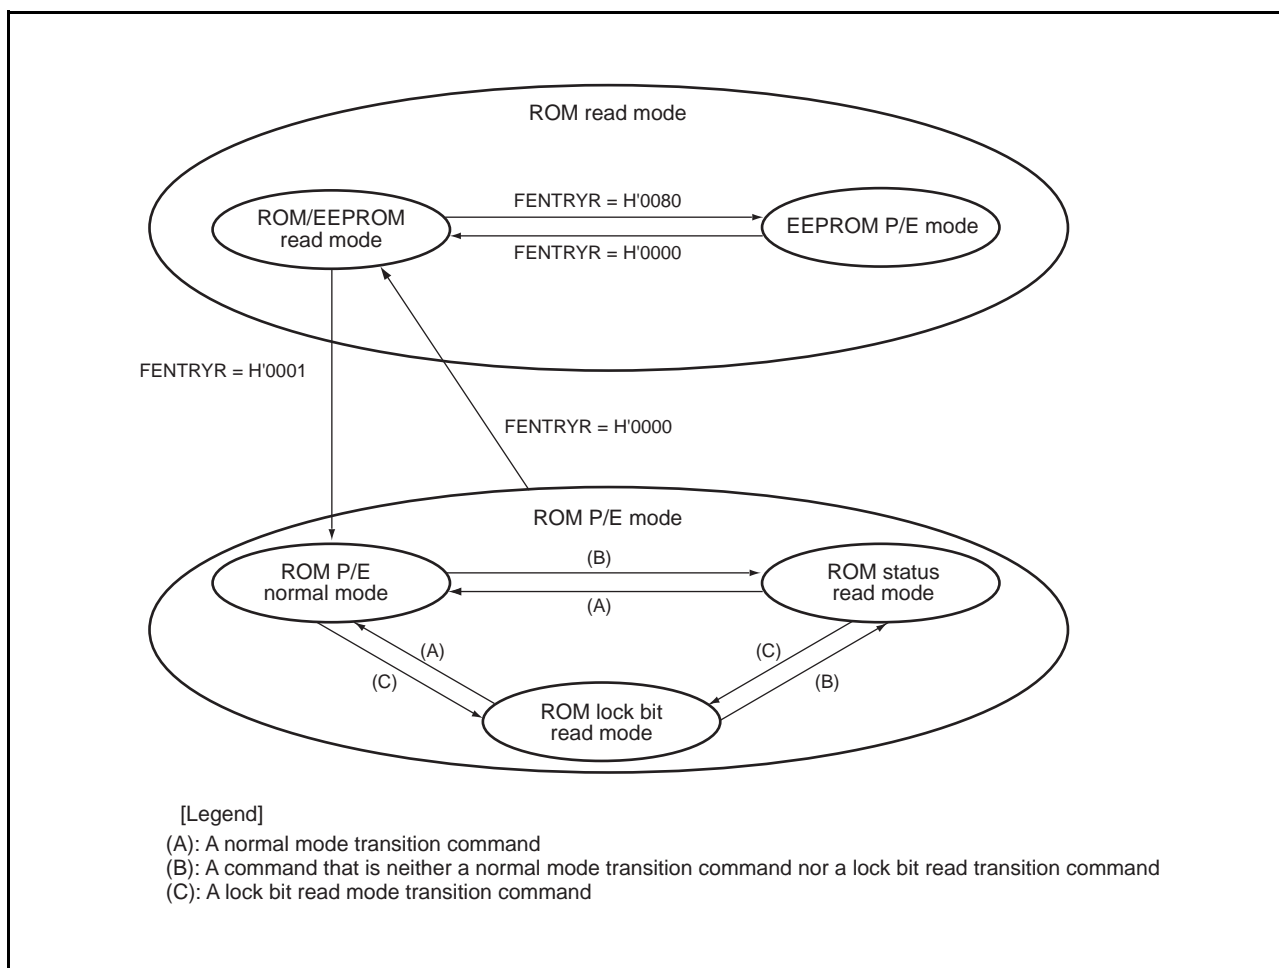 ROM read mode
ROM/EEPROM
read mode
FENTRYR = H'0080
FENTRYR = H'0000
EEPROM P/E mode
FENTRYR = H'0001
FENTRYR = H'0000
ROM P/E mode
ROM P/E
normal mode
(B)
(A)
ROM status
read mode
(A)
(C)
(C)
(B)
ROM lock bit
read mode
[Legend]
(A): A normal mode transition command
(B): A command that is neither a normal mode transition command nor a lock bit read transition command
(C): A lock bit read mode transition command